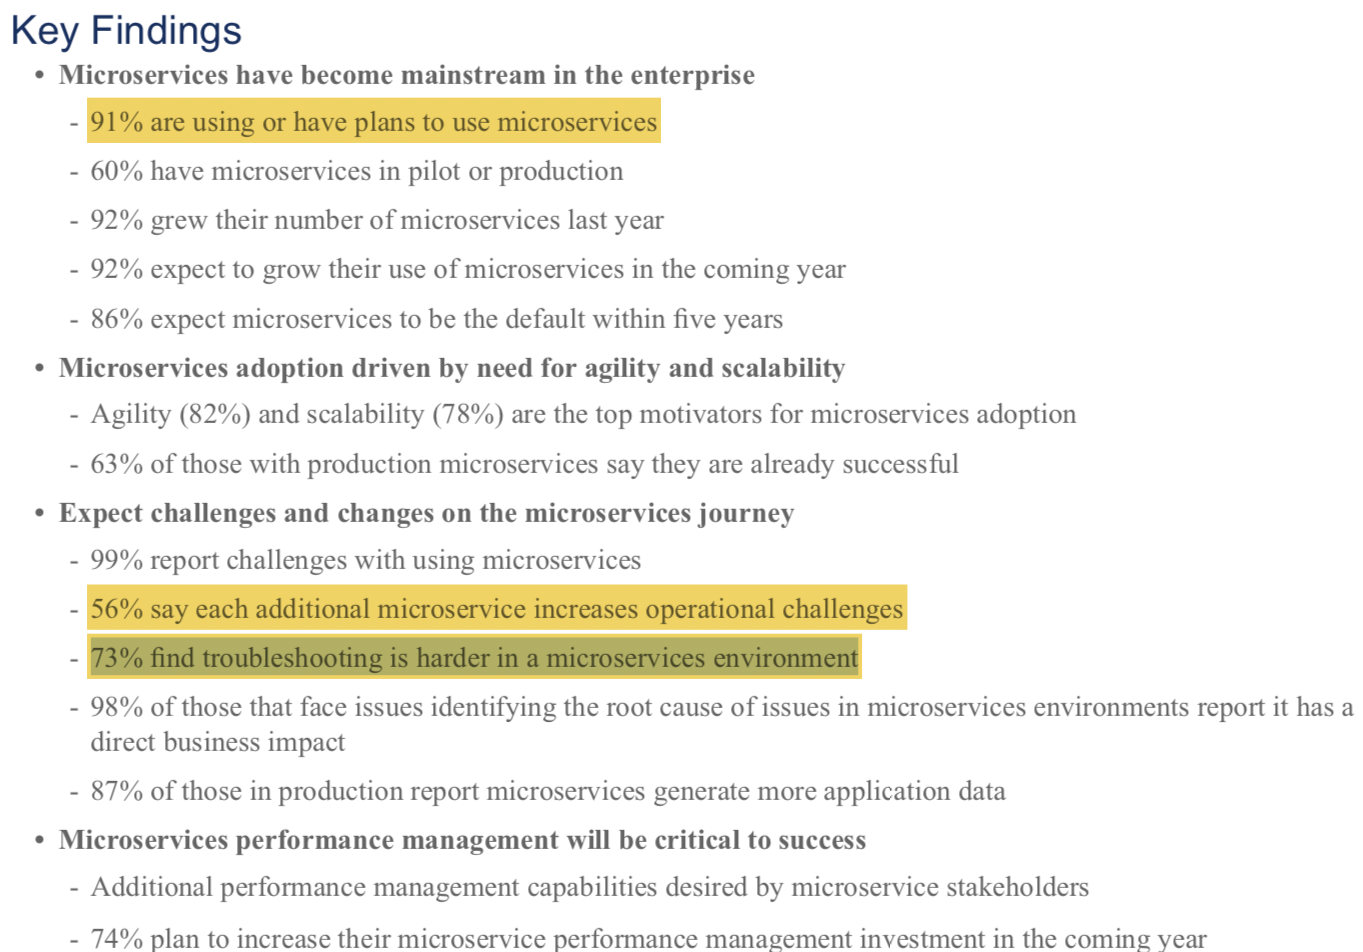 Key Findings
• Microservices have become mainstream in the enterprise
- 91% are using or have plans to use microservices
- 60% have microservices in pilot or production
- 92% grew their number of microservices last year
- 92% expect to grow their use of microservices in the coming year
- 86% expect microservices to be the default within five years
• Microservices adoption driven by need for agility and scalability
- Agility (82%) and scalability (78%) are the top motivators for microservices adoption
- 63% of those with production microservices say they are already successful
• Expect challenges and changes on the microservices journey
- 99% report challenges with using microservices
- 56% say each additional microservice increases operational challenges
- 73% find troubleshooting is harder in a microservices environment
- 98% of those that face issues identifying the root cause of issues in microservices environments report it has a
direct business impact
- 87% of those in production report microservices generate more application data
• Microservices performance management will be critical to success
- Additional performance management capabilities desired by microservice stakeholders
- 74% plan to increase their microservice performance management investment in the coming year